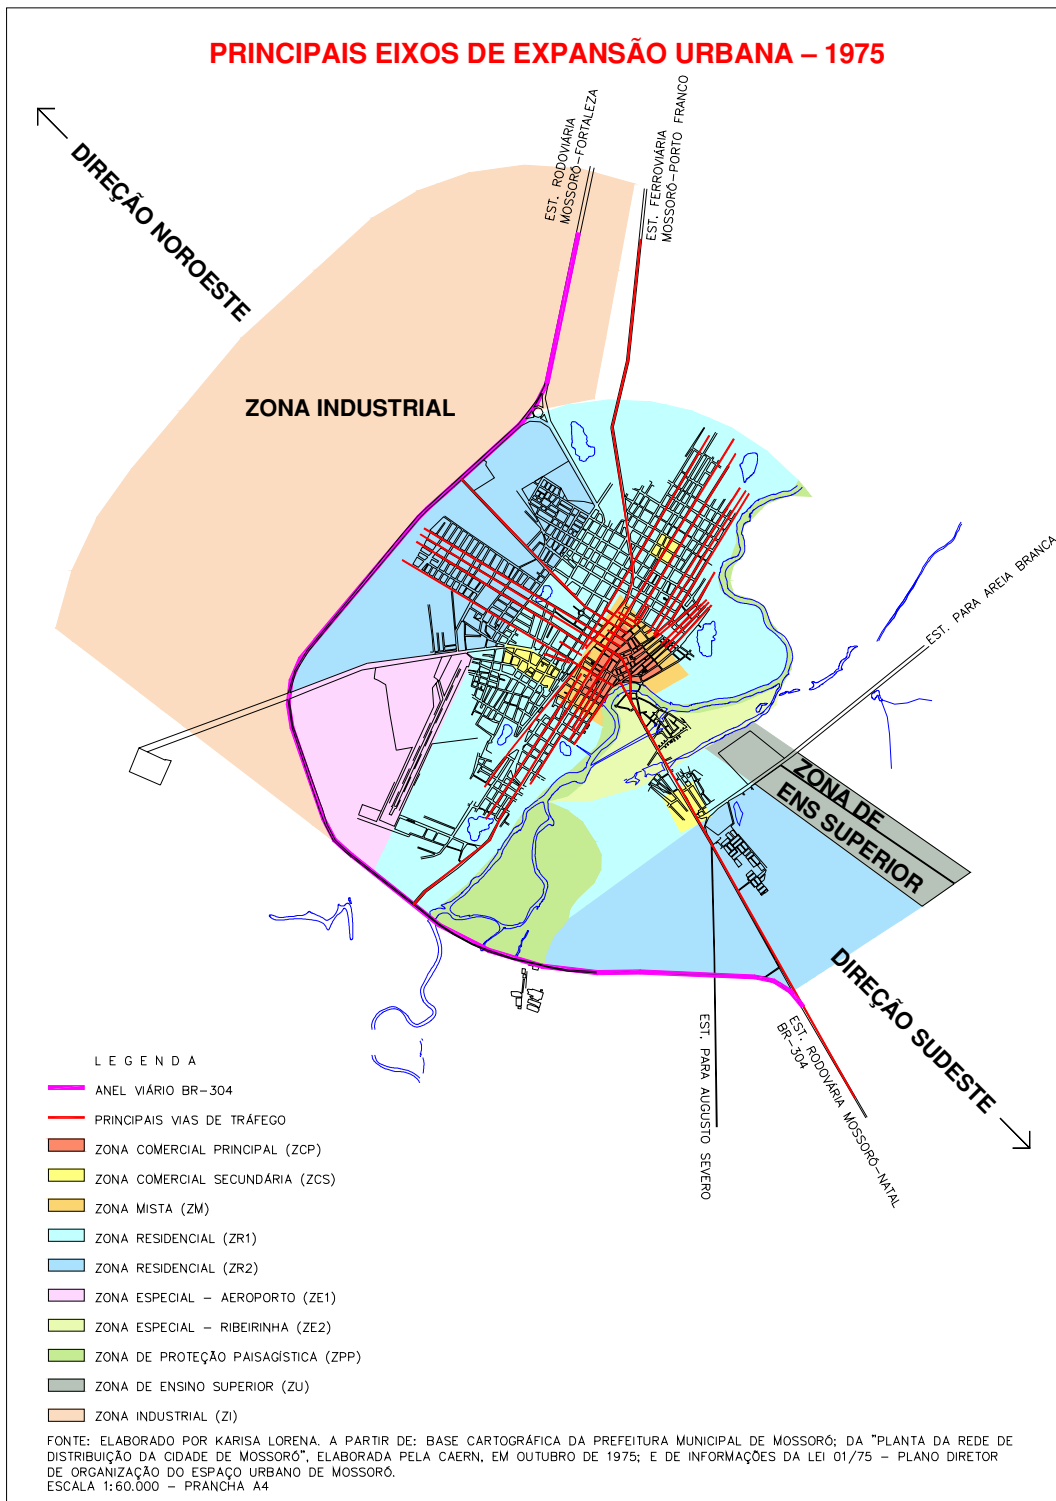 PRINCIPAIS EIXOS DE EXPANSÃO URBANA – 1975
EST. RODOVIÁRIA
MOSSORÓ-FORTALEZA
EST. FERROVIÁRIA
MOSSORÓ-PORTO FRANCO
DIREÇÃO NOROESTE
ZONA INDUSTRIAL
EST. PARA AREIA BRANCA
ZONA DE
ENS SUPERIOR
DIREÇÃO SUDESTE
EST. RODOVÁRIA MOSSORÓ-NATAL
BR-304
EST. PARA AUGUSTO SEVERO
LEGENDA
ANEL VIÁRIO BR-304
PRINCIPAIS VIAS DE TRÁFEGO
ZONA COMERCIAL PRINCIPAL (ZCP)
ZONA COMERCIAL SECUNDÁRIA (ZCS)
ZONA MISTA (ZM)
ZONA RESIDENCIAL (ZR1)
ZONA RESIDENCIAL (ZR2)
ZONA ESPECIAL - AEROPORTO (ZE1)
ZONA ESPECIAL - RIBEIRINHA (ZE2)
ZONA DE PROTEÇÃO PAISAGÍSTICA (ZPP)
ZONA DE ENSINO SUPERIOR (ZU)
ZONA INDUSTRIAL (ZI)
FONTE: ELABORADO POR KARISA LORENA. A PARTIR DE: BASE CARTOGRÁFICA DA PREFEITURA MUNICIPAL DE MOSSORÓ; DA "PLANTA DA REDE DE
DISTRIBUIÇÃO DA CIDADE DE MOSSORÓ", ELABORADA PELA CAERN, EM OUTUBRO DE 1975; E DE INFORMAÇÕES DA LEI 01/75 - PLANO DIRETOR
DE ORGANIZAÇÃO DO ESPAÇO URBANO DE MOSSORÓ.
ESCALA 1:60.000 - PRANCHA A4